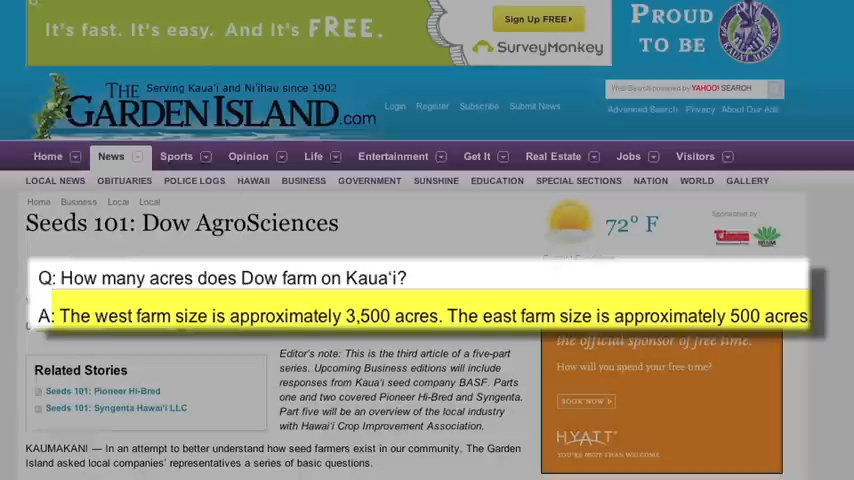 It's fast. It's easy. And It's FREE.
Sign Up FREE!
SurveyMonkey
PROUD
TO BE
KAUAI MADE
THE
Serving Kaua'i and Ni'ihau since 1902
GARDEN ISLAND.com
Login Register Subscribe Submit News
Web Search powered by YAHOO! SEARCH
Advanced Search Privacy About Our Ads
Home News Sports Opinion Life Entertainment Get It Real Estate Jobs Visitors
LOCAL NEWS OBITUARIES POLICE LOGS HAWAII BUSINESS GOVERNMENT SUNSHINE EDUCATION SPECIAL SECTIONS NATION WORLD GALLERY
Home Business Local Local
Seeds 101: Dow AgroSciences
72° F
Sponsored by
Times
Q: How many acres does Dow farm on Kaua'i?
A: The west farm size is approximately 3,500 acres. The east farm size is approximately 500 acres.
the official sponsor of free time.
How will you spend your free time?
BOOK NOW
HYATT
YOU'RE MORE THAN WELCOME
Related Stories
Seeds 101: Pioneer Hi-Bred
Seeds 101: Syngenta Hawai'i LLC
Editor's note: This is the third article of a five-part
series. Upcoming Business editions will include
responses from Kaua'i seed company BASF. Parts
one and two covered Pioneer Hi-Bred and Syngenta.
Part five will be an overview of the local industry
with Hawai'i Crop Improvement Association.
KAUMAKANI — In an attempt to better understand how seed farmers exist in our community, The Garden
Island asked local companies' representatives a series of basic questions.